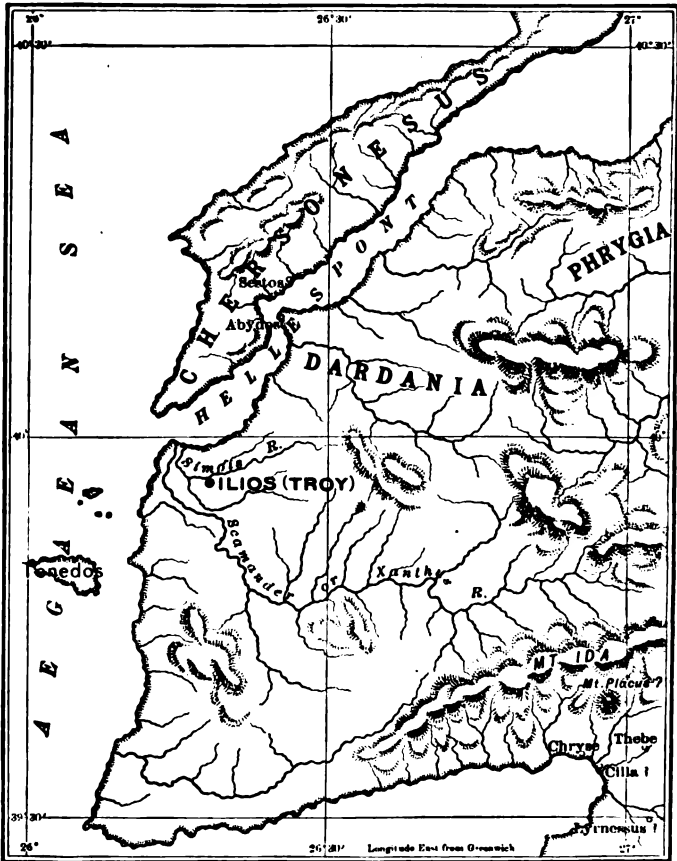 26°
26°30'
27°
40°30'
40°30'
AEGAEAN SEA
CHERSONESUS
HELLESPONT
PHRYGIA
Sestos
Abydos
DARDANIA
Simois R.
ILIOS (TROY)
Scamander or Xanthus R.
Tenedos
MT IDA
Mt. Placus?
Chryse
Thebe
Cilla?
Lyrnessus?
39°30'
26°
26°30'
Longitude East from Greenwich
27°